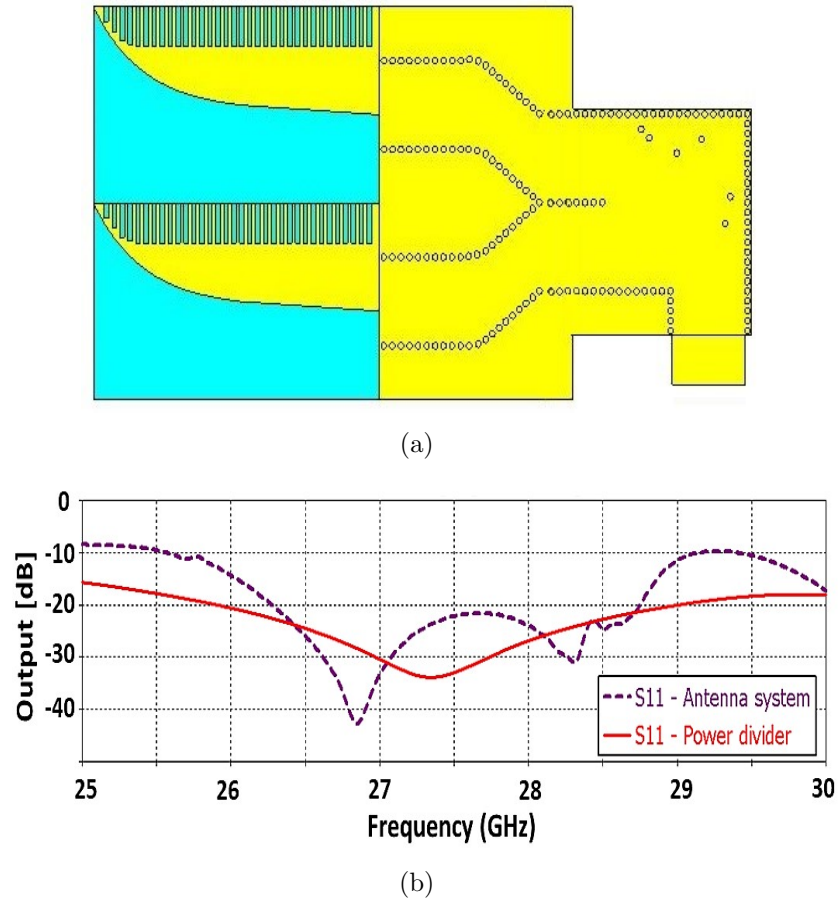 (a)
0
-10
-20
-30
-40
Output [dB]
S11 - Antenna system
S11 - Power divider
25 26 27 28 29 30
Frequency (GHz)
(b)